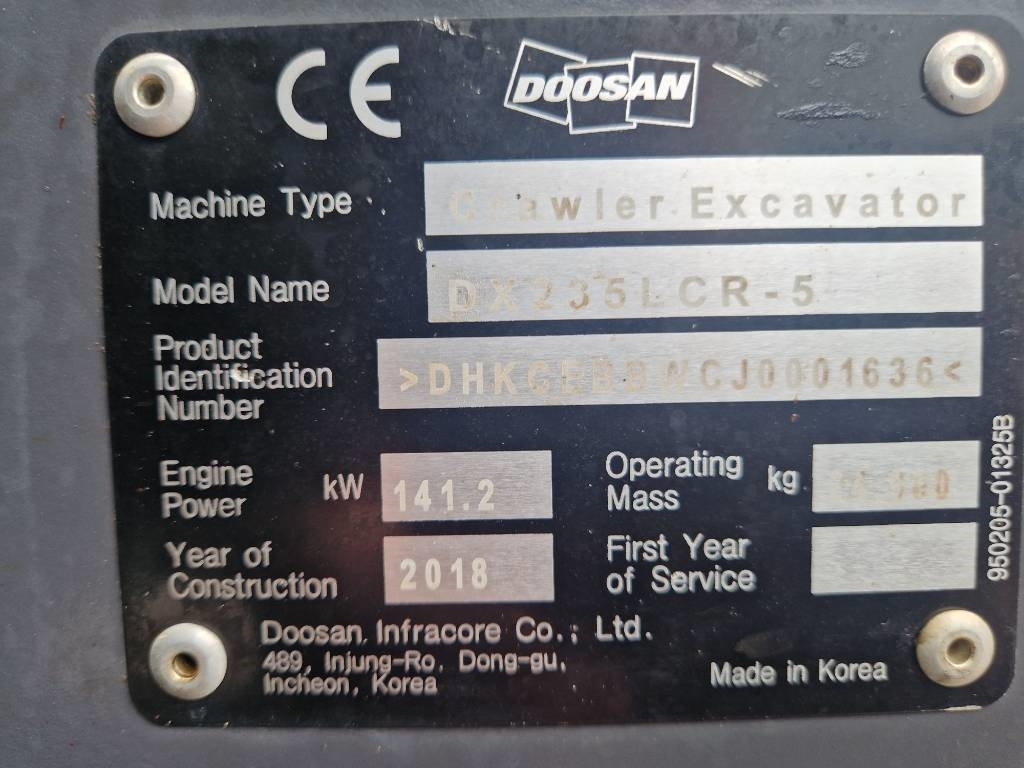 CE DOOSAN
Machine Type Crawler Excavator
Model Name DX235LCR-5
Product
Identification
Number >DHKCEBBWCJ0001636<
Engine
Power kW 141.2
Operating
Mass kg
Year of
Construction 2018
First Year
of Service
Doosan Infracore Co.; Ltd.
489, Injung-Ro, Dong-gu,
Incheon, Korea
Made in Korea
950205-01325B